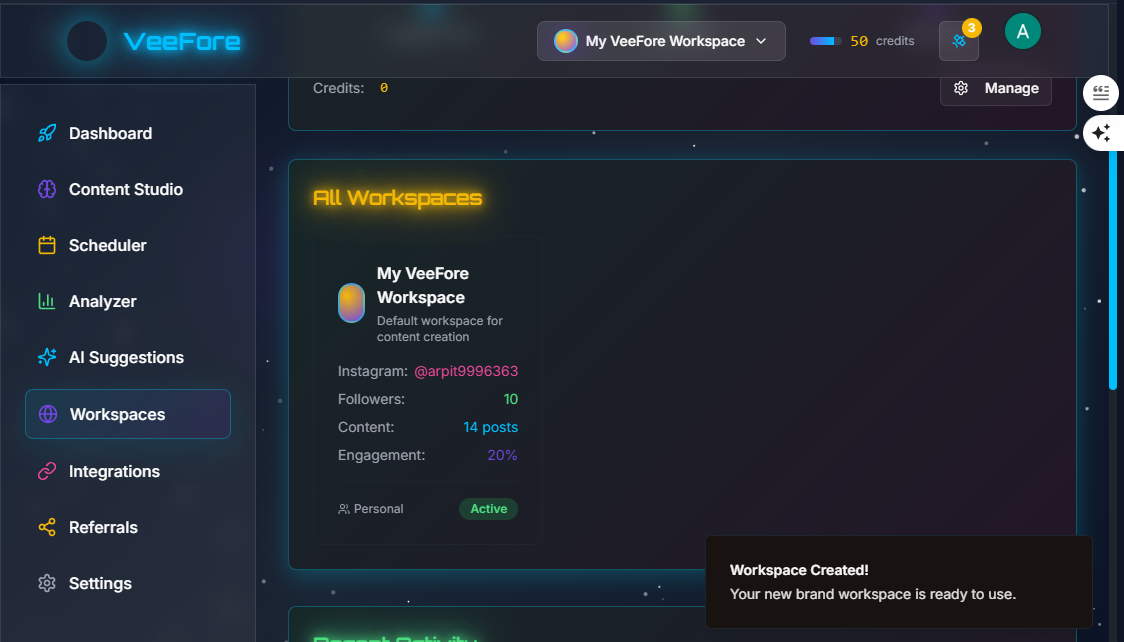 VeeFore
My VeeFore Workspace
50 credits
3
A
Credits: 0
Manage
Dashboard
Content Studio
Scheduler
Analyzer
AI Suggestions
Workspaces
Integrations
Referrals
Settings
All Workspaces
My VeeFore
Workspace
Default workspace for
content creation
Instagram: @arpit9996363
Followers: 10
Content: 14 posts
Engagement: 20%
Personal
Active
Recent Activity
Workspace Created!
Your new brand workspace is ready to use.